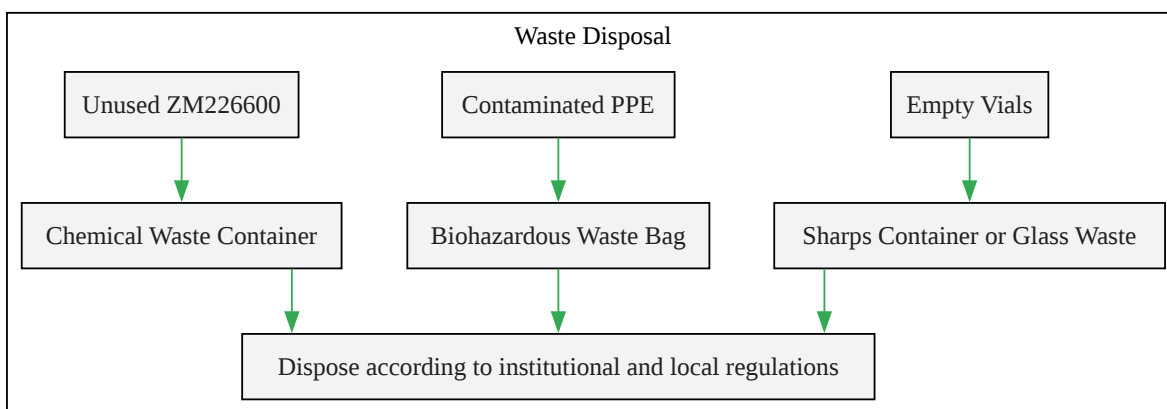 Waste Disposal
Unused ZM226600
Contaminated PPE
Empty Vials
Chemical Waste Container
Biohazardous Waste Bag
Sharps Container or Glass Waste
Dispose according to institutional and local regulations